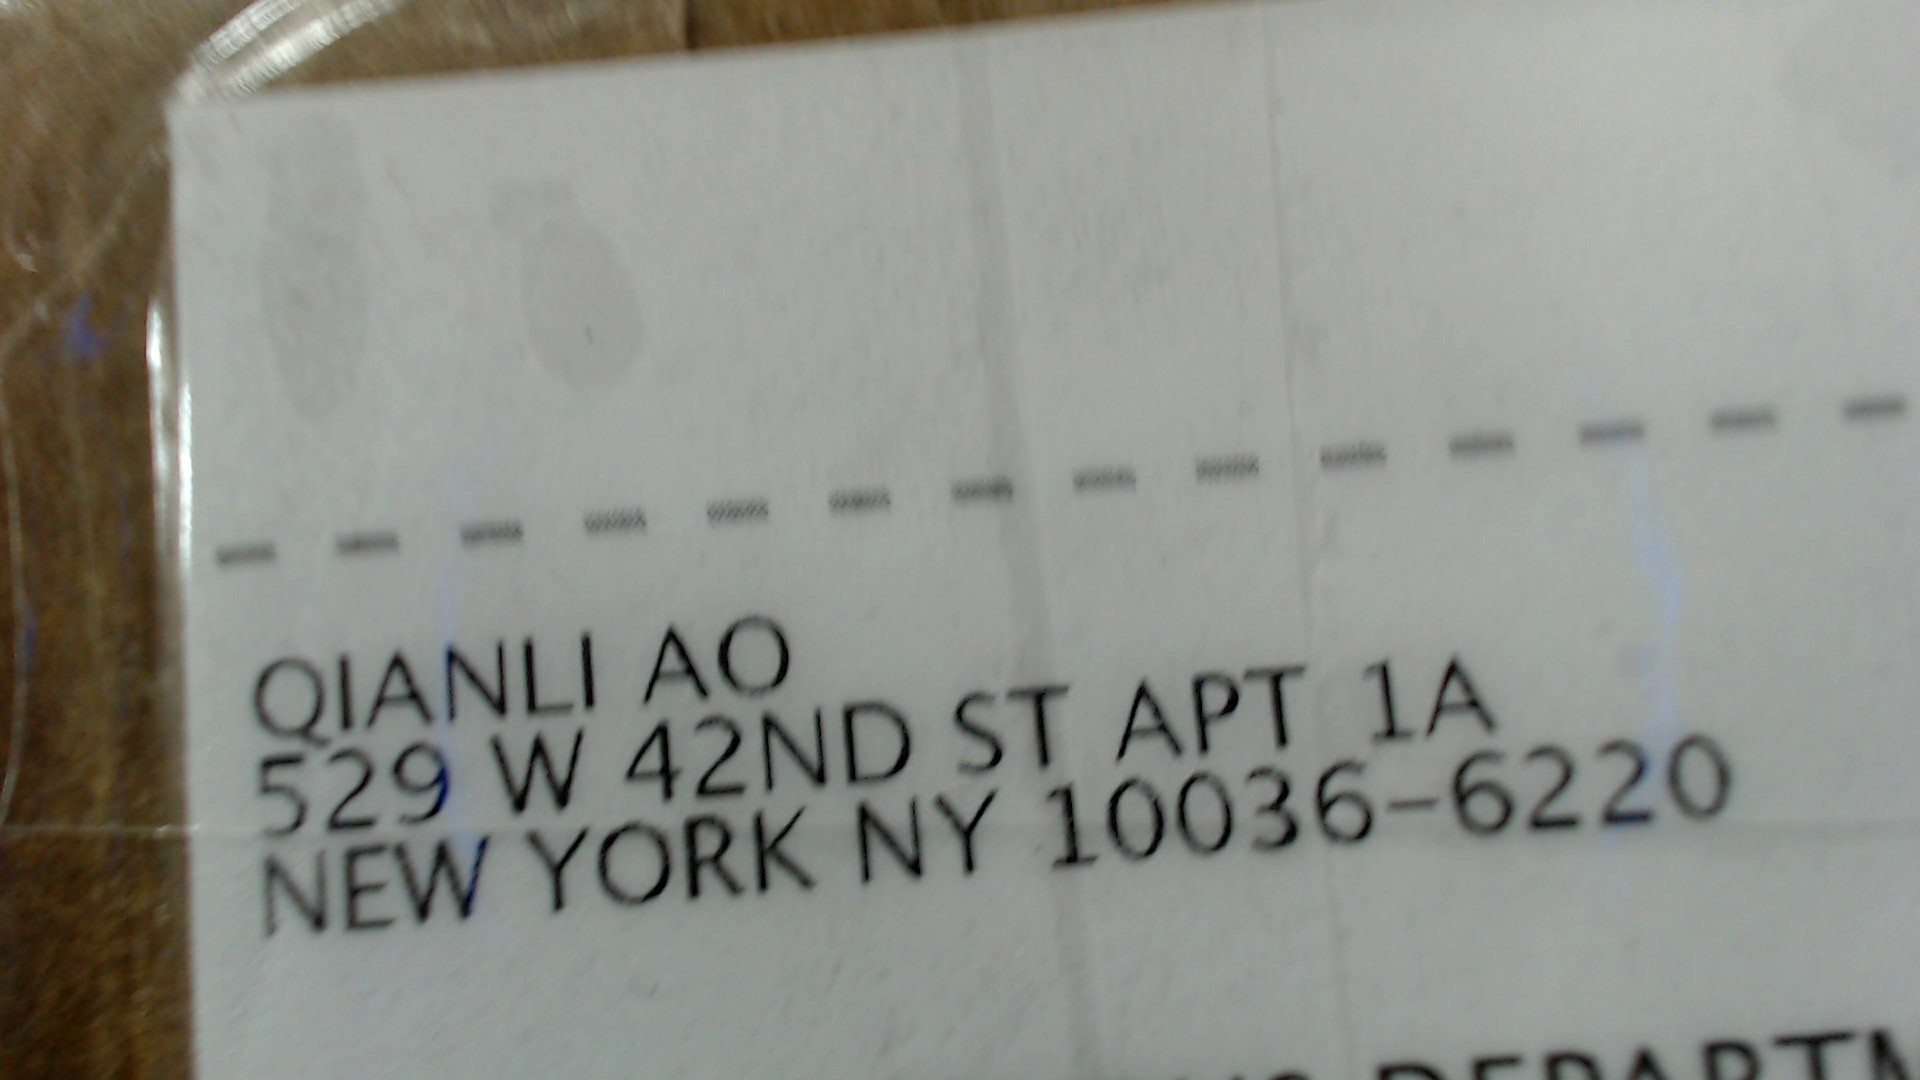 QIANLI AO
529 W 42ND ST APT 1A
NEW YORK NY 10036-6220